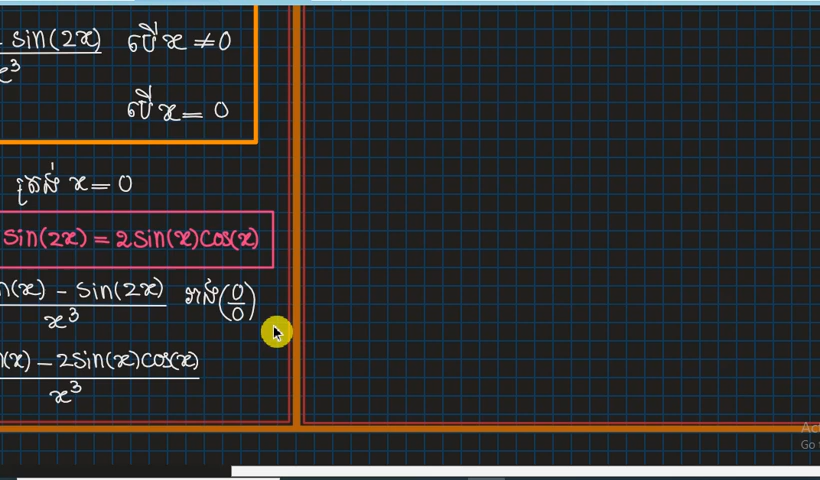 - sin(2x) បើ x ≠ 0
x³
បើ x = 0
ត្រង់ x = 0
sin(2x) = 2sin(x)cos(x)
n(x) - sin(2x) រាង (0/0)
x³
n(x) - 2sin(x)cos(x)
x³
Go